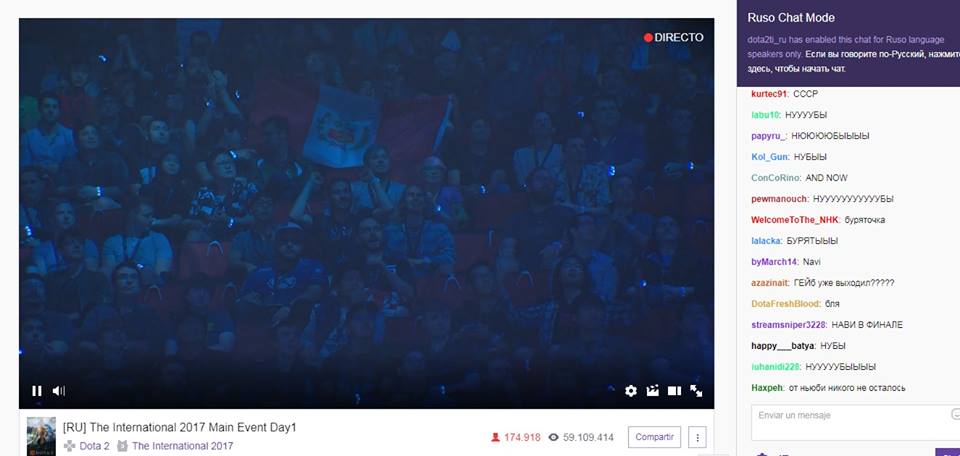 DIRECTO
[RU] The International 2017 Main Event Day1
Dota 2 The International 2017
174.918 59.109.414 Compartir
Ruso Chat Mode
dota2ti_ru has enabled this chat for Ruso language
speakers only. Если вы говорите по-Русский, нажмите
здесь, чтобы начать чат.
kurtec91: СССР
labu10: НУУУУБЫ
papyru_: НЮЮЮЮБЫЫЫЫ
Kol_Gun: НУБЫЫ
ConCoRino: AND NOW
pewmanouch: НУУУУУУУУУУУБЫ
WelcomeToThe_NHK: буряточка
lalacka: БУРЯТЫЫЫ
byMarch14: Navi
azazinait: ГЕЙб уже выходил?????
DotaFreshBlood: бля
streamsniper3228: НАВИ В ФИНАЛЕ
happy___batya: НУБЫ
iuhanidi228: НУУУУУБЫЫЫЫ
Haxpeh: от ньюби никого не осталось
Enviar un mensaje